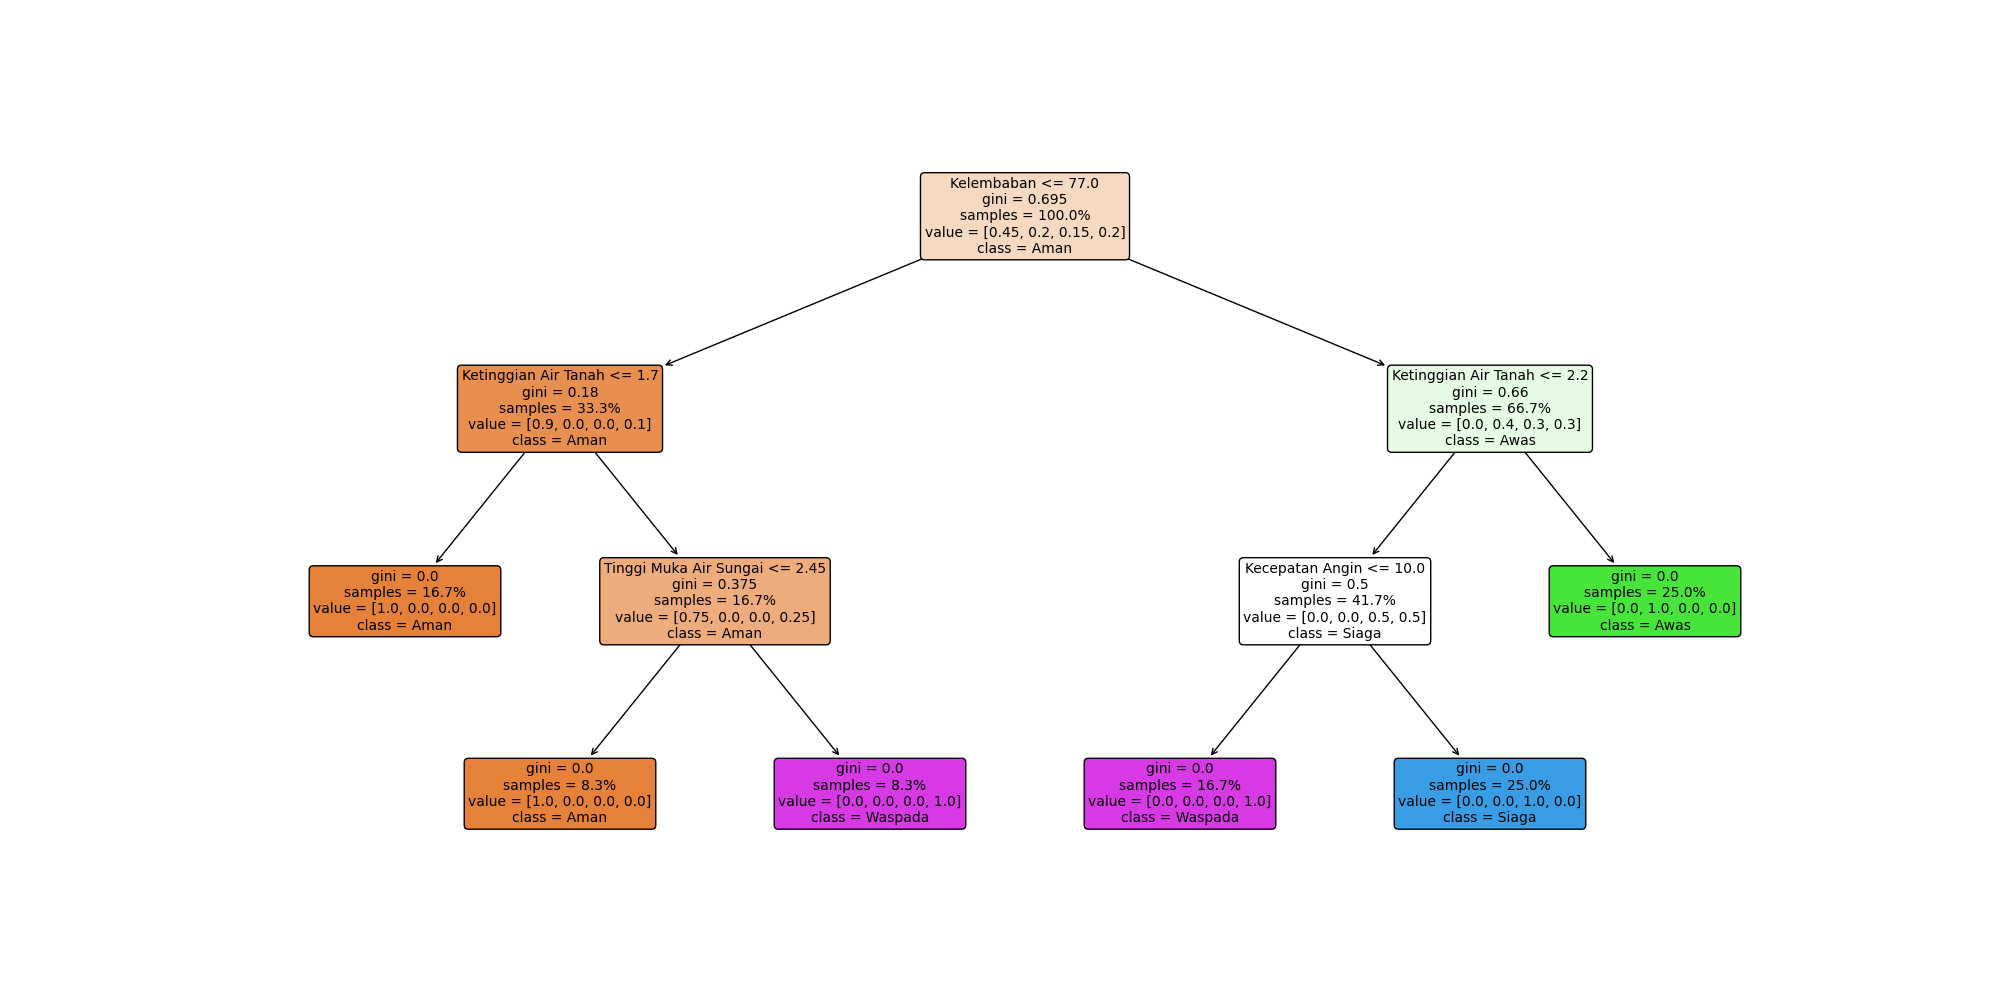 Kelembaban <= 77.0
gini = 0.695
samples = 100.0%
value = [0.45, 0.2, 0.15, 0.2]
class = Aman
Ketinggian Air Tanah <= 1.7
gini = 0.18
samples = 33.3%
value = [0.9, 0.0, 0.0, 0.1]
class = Aman
Ketinggian Air Tanah <= 2.2
gini = 0.66
samples = 66.7%
value = [0.0, 0.4, 0.3, 0.3]
class = Awas
gini = 0.0
samples = 16.7%
value = [1.0, 0.0, 0.0, 0.0]
class = Aman
Tinggi Muka Air Sungai <= 2.45
gini = 0.375
samples = 16.7%
value = [0.75, 0.0, 0.0, 0.25]
class = Aman
Kecepatan Angin <= 10.0
gini = 0.5
samples = 41.7%
value = [0.0, 0.0, 0.5, 0.5]
class = Siaga
gini = 0.0
samples = 25.0%
value = [0.0, 1.0, 0.0, 0.0]
class = Awas
gini = 0.0
samples = 8.3%
value = [1.0, 0.0, 0.0, 0.0]
class = Aman
gini = 0.0
samples = 8.3%
value = [0.0, 0.0, 0.0, 1.0]
class = Waspada
gini = 0.0
samples = 16.7%
value = [0.0, 0.0, 0.0, 1.0]
class = Waspada
gini = 0.0
samples = 25.0%
value = [0.0, 0.0, 1.0, 0.0]
class = Siaga